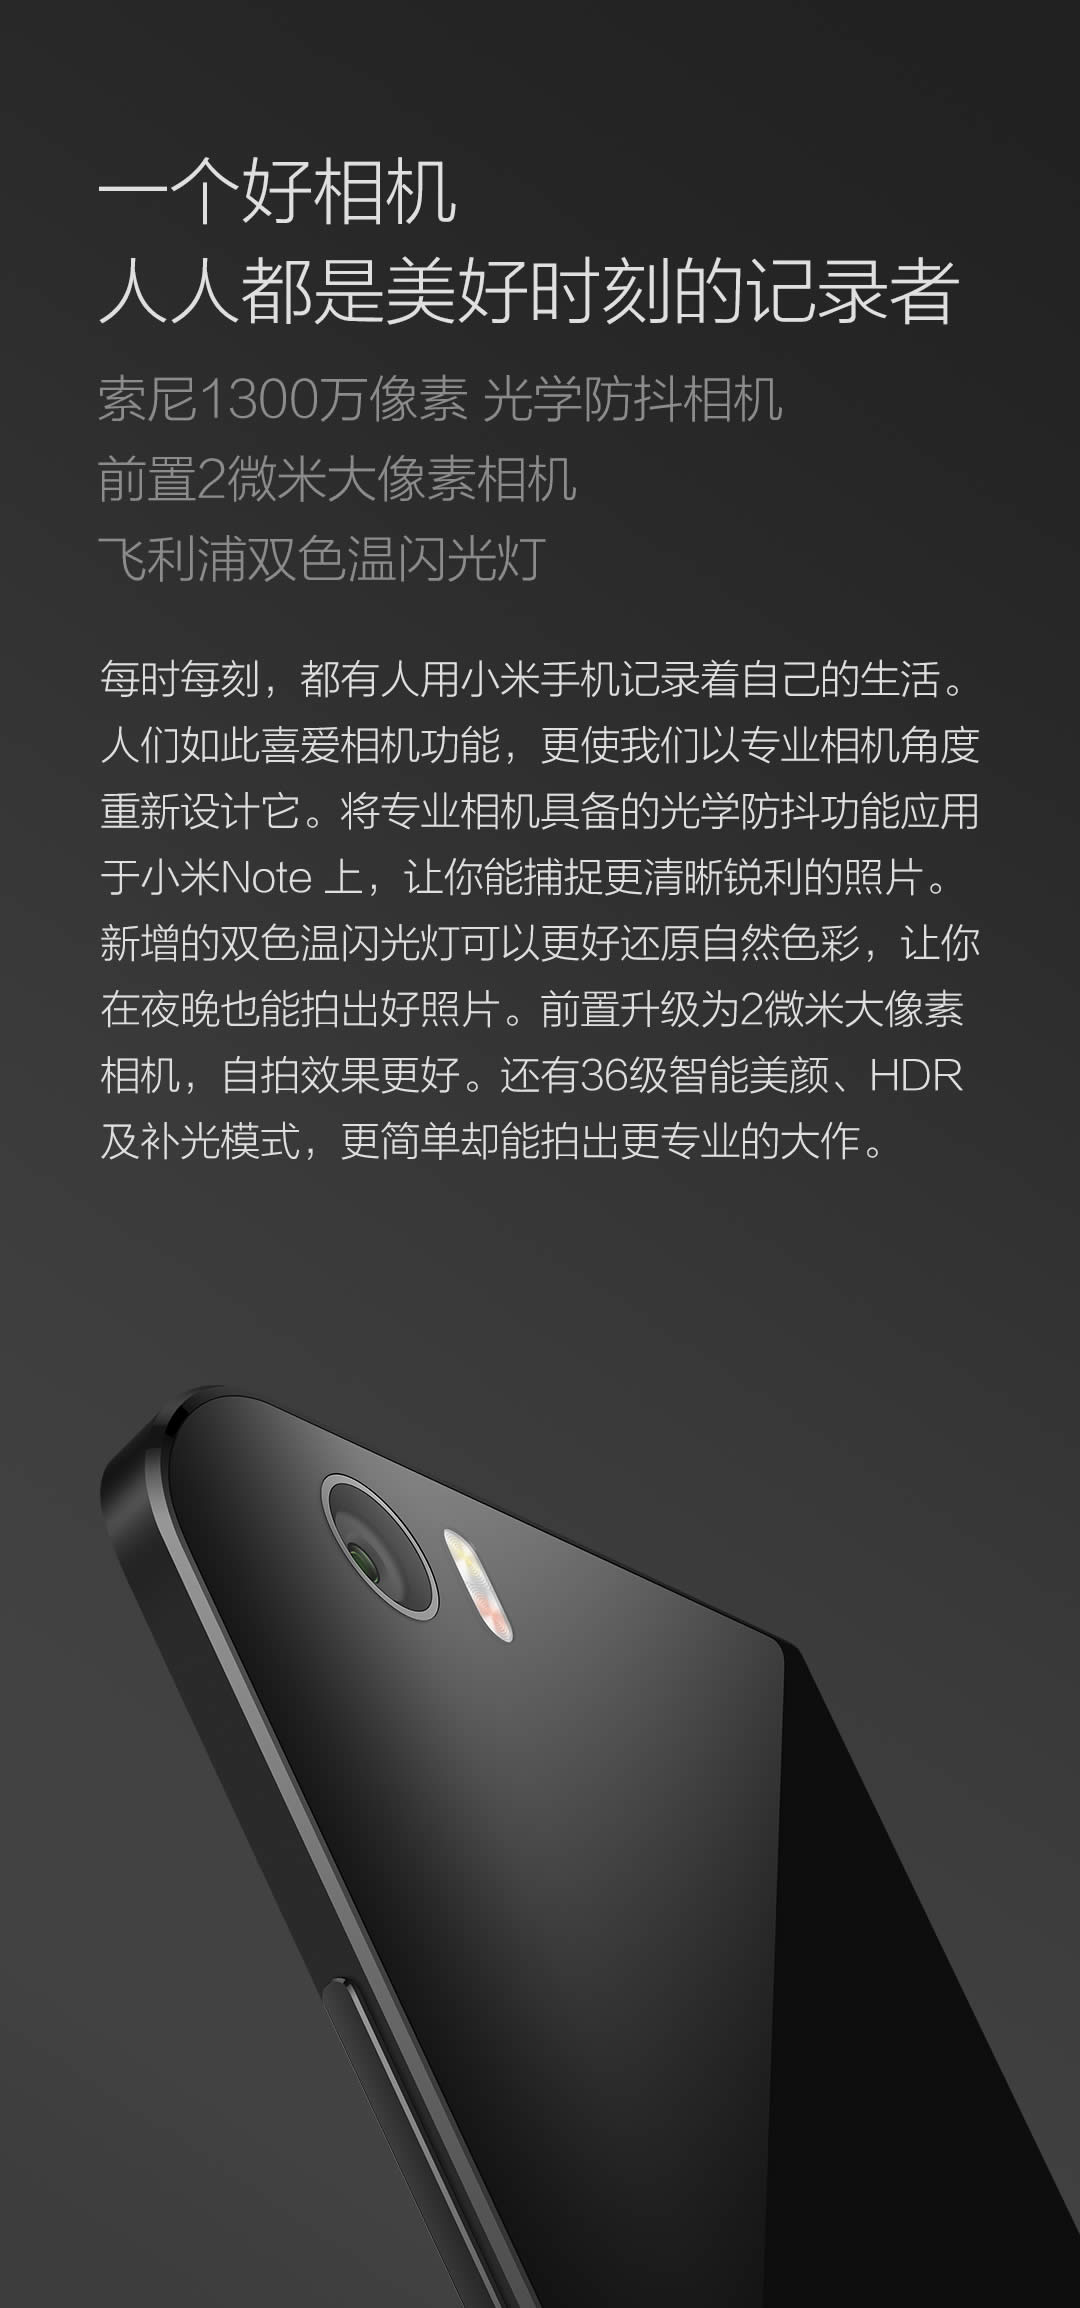 一个好相机
人人都是美好时刻的记录者
索尼1300万像素 光学防抖相机
前置2微米大像素相机
飞利浦双色温闪光灯
每时每刻，都有人用小米手机记录着自己的生活。
人们如此喜爱相机功能，更使我们以专业相机角度
重新设计它。将专业相机具备的光学防抖功能应用
于小米Note 上，让你能捕捉更清晰锐利的照片。
新增的双色温闪光灯可以更好还原自然色彩，让你
在夜晚也能拍出好照片。前置升级为2微米大像素
相机，自拍效果更好。还有36级智能美颜、HDR
及补光模式，更简单却能拍出更专业的大作。